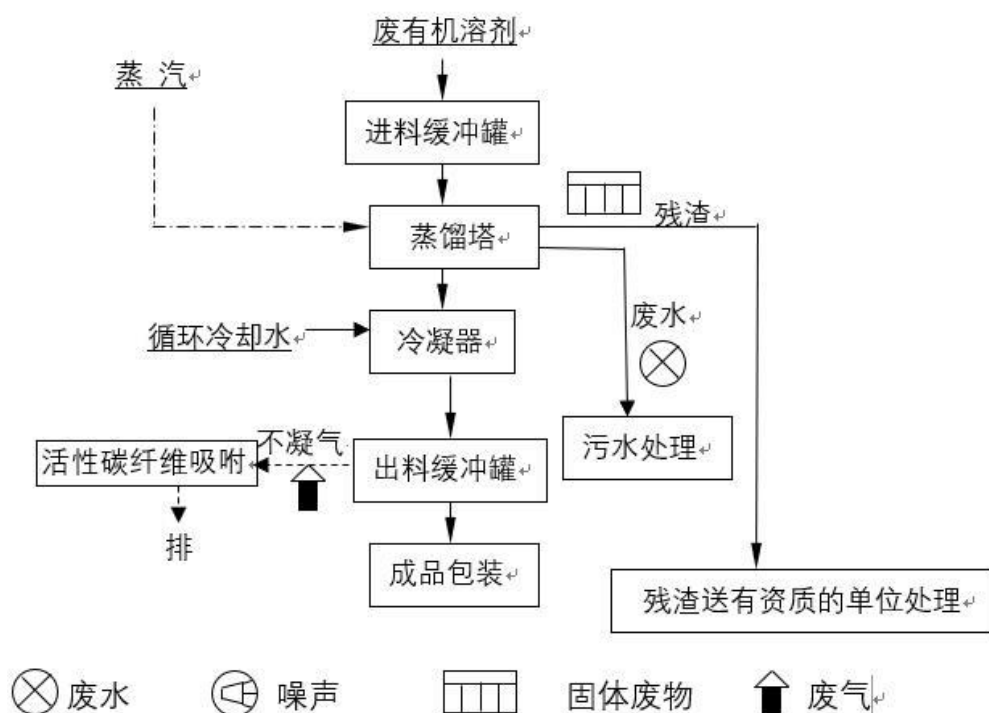 废有机溶剂
蒸 汽
进料缓冲罐
残渣
蒸馏塔
废水
循环冷却水
冷凝器
不凝气
污水处理
活性碳纤维吸咐
出料缓冲罐
排
成品包装
残渣送有资质的单位处理
废水
噪声
固体废物
废气